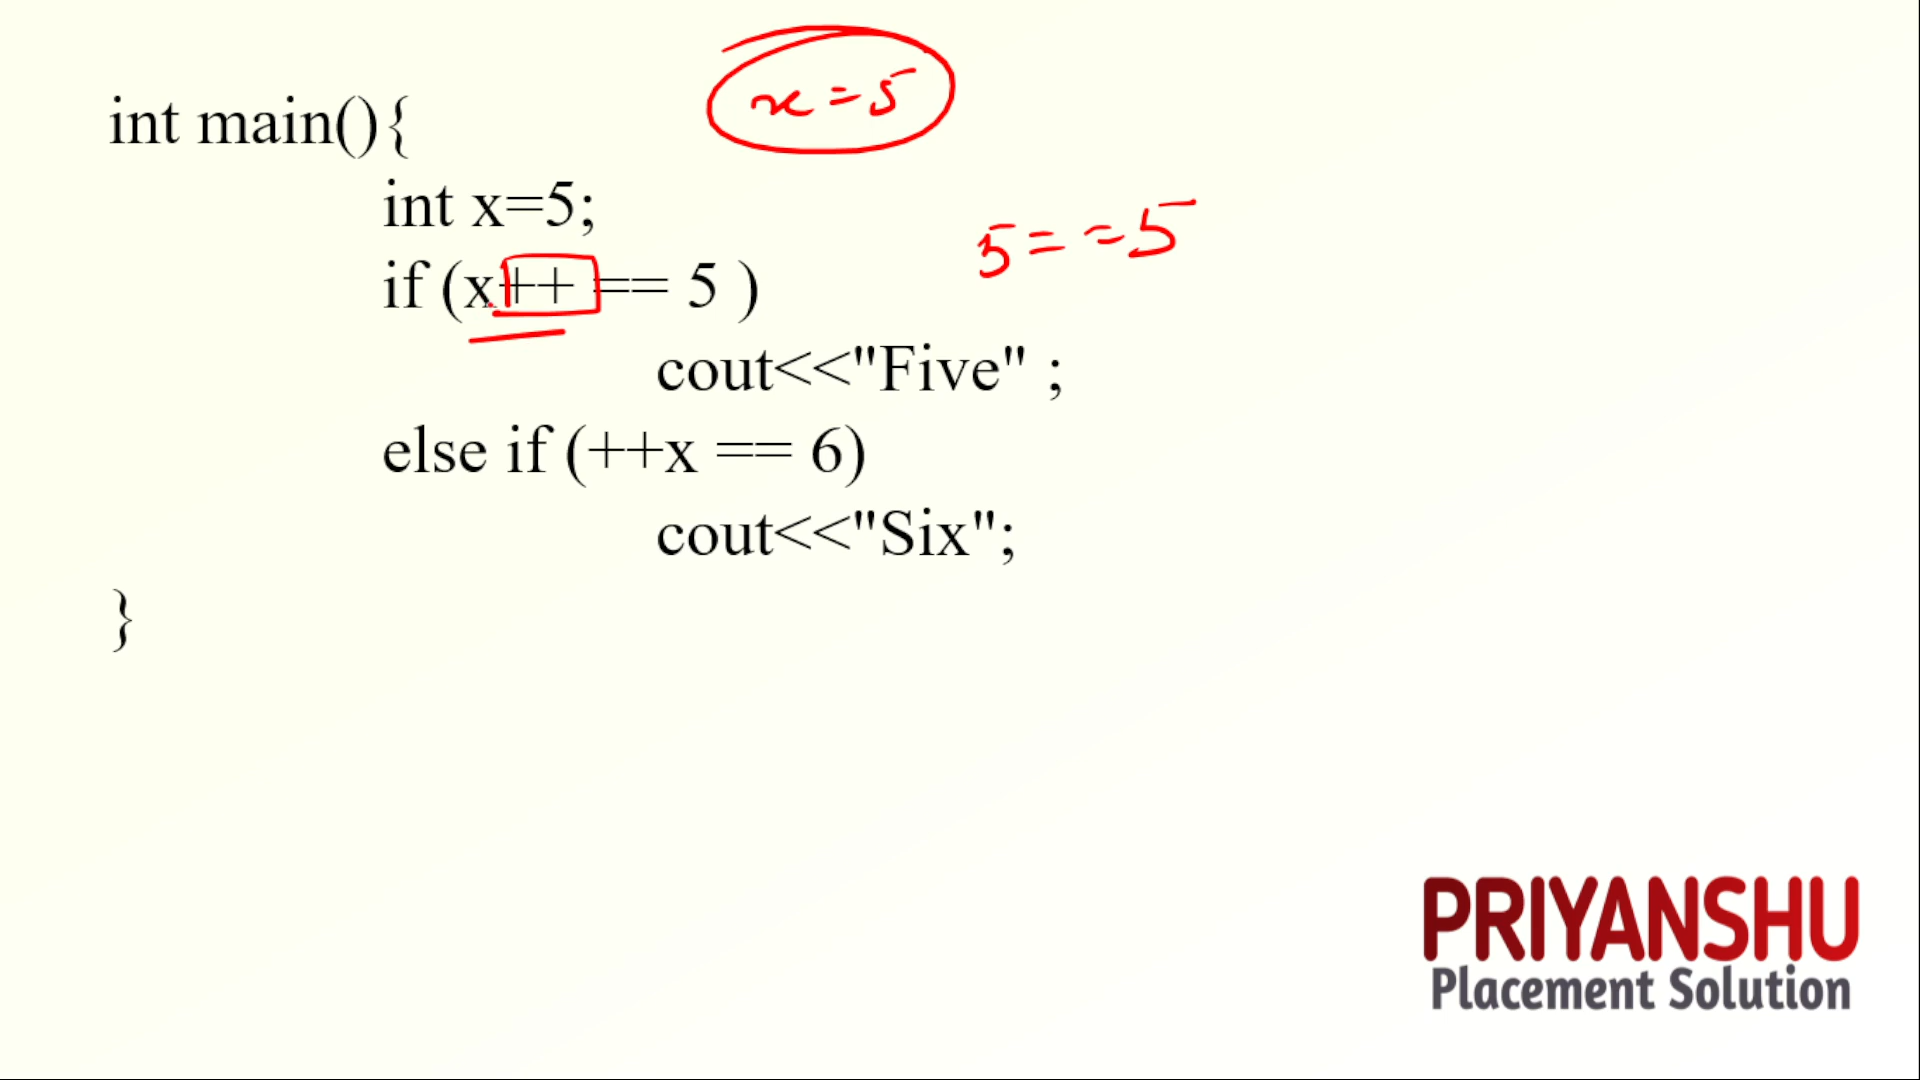 x=5
int main(){
int x=5;
5==5
if (x++ == 5 )
cout<<"Five" ;
else if (++x == 6)
cout<<"Six";
}
PRIYANSHU
Placement Solution